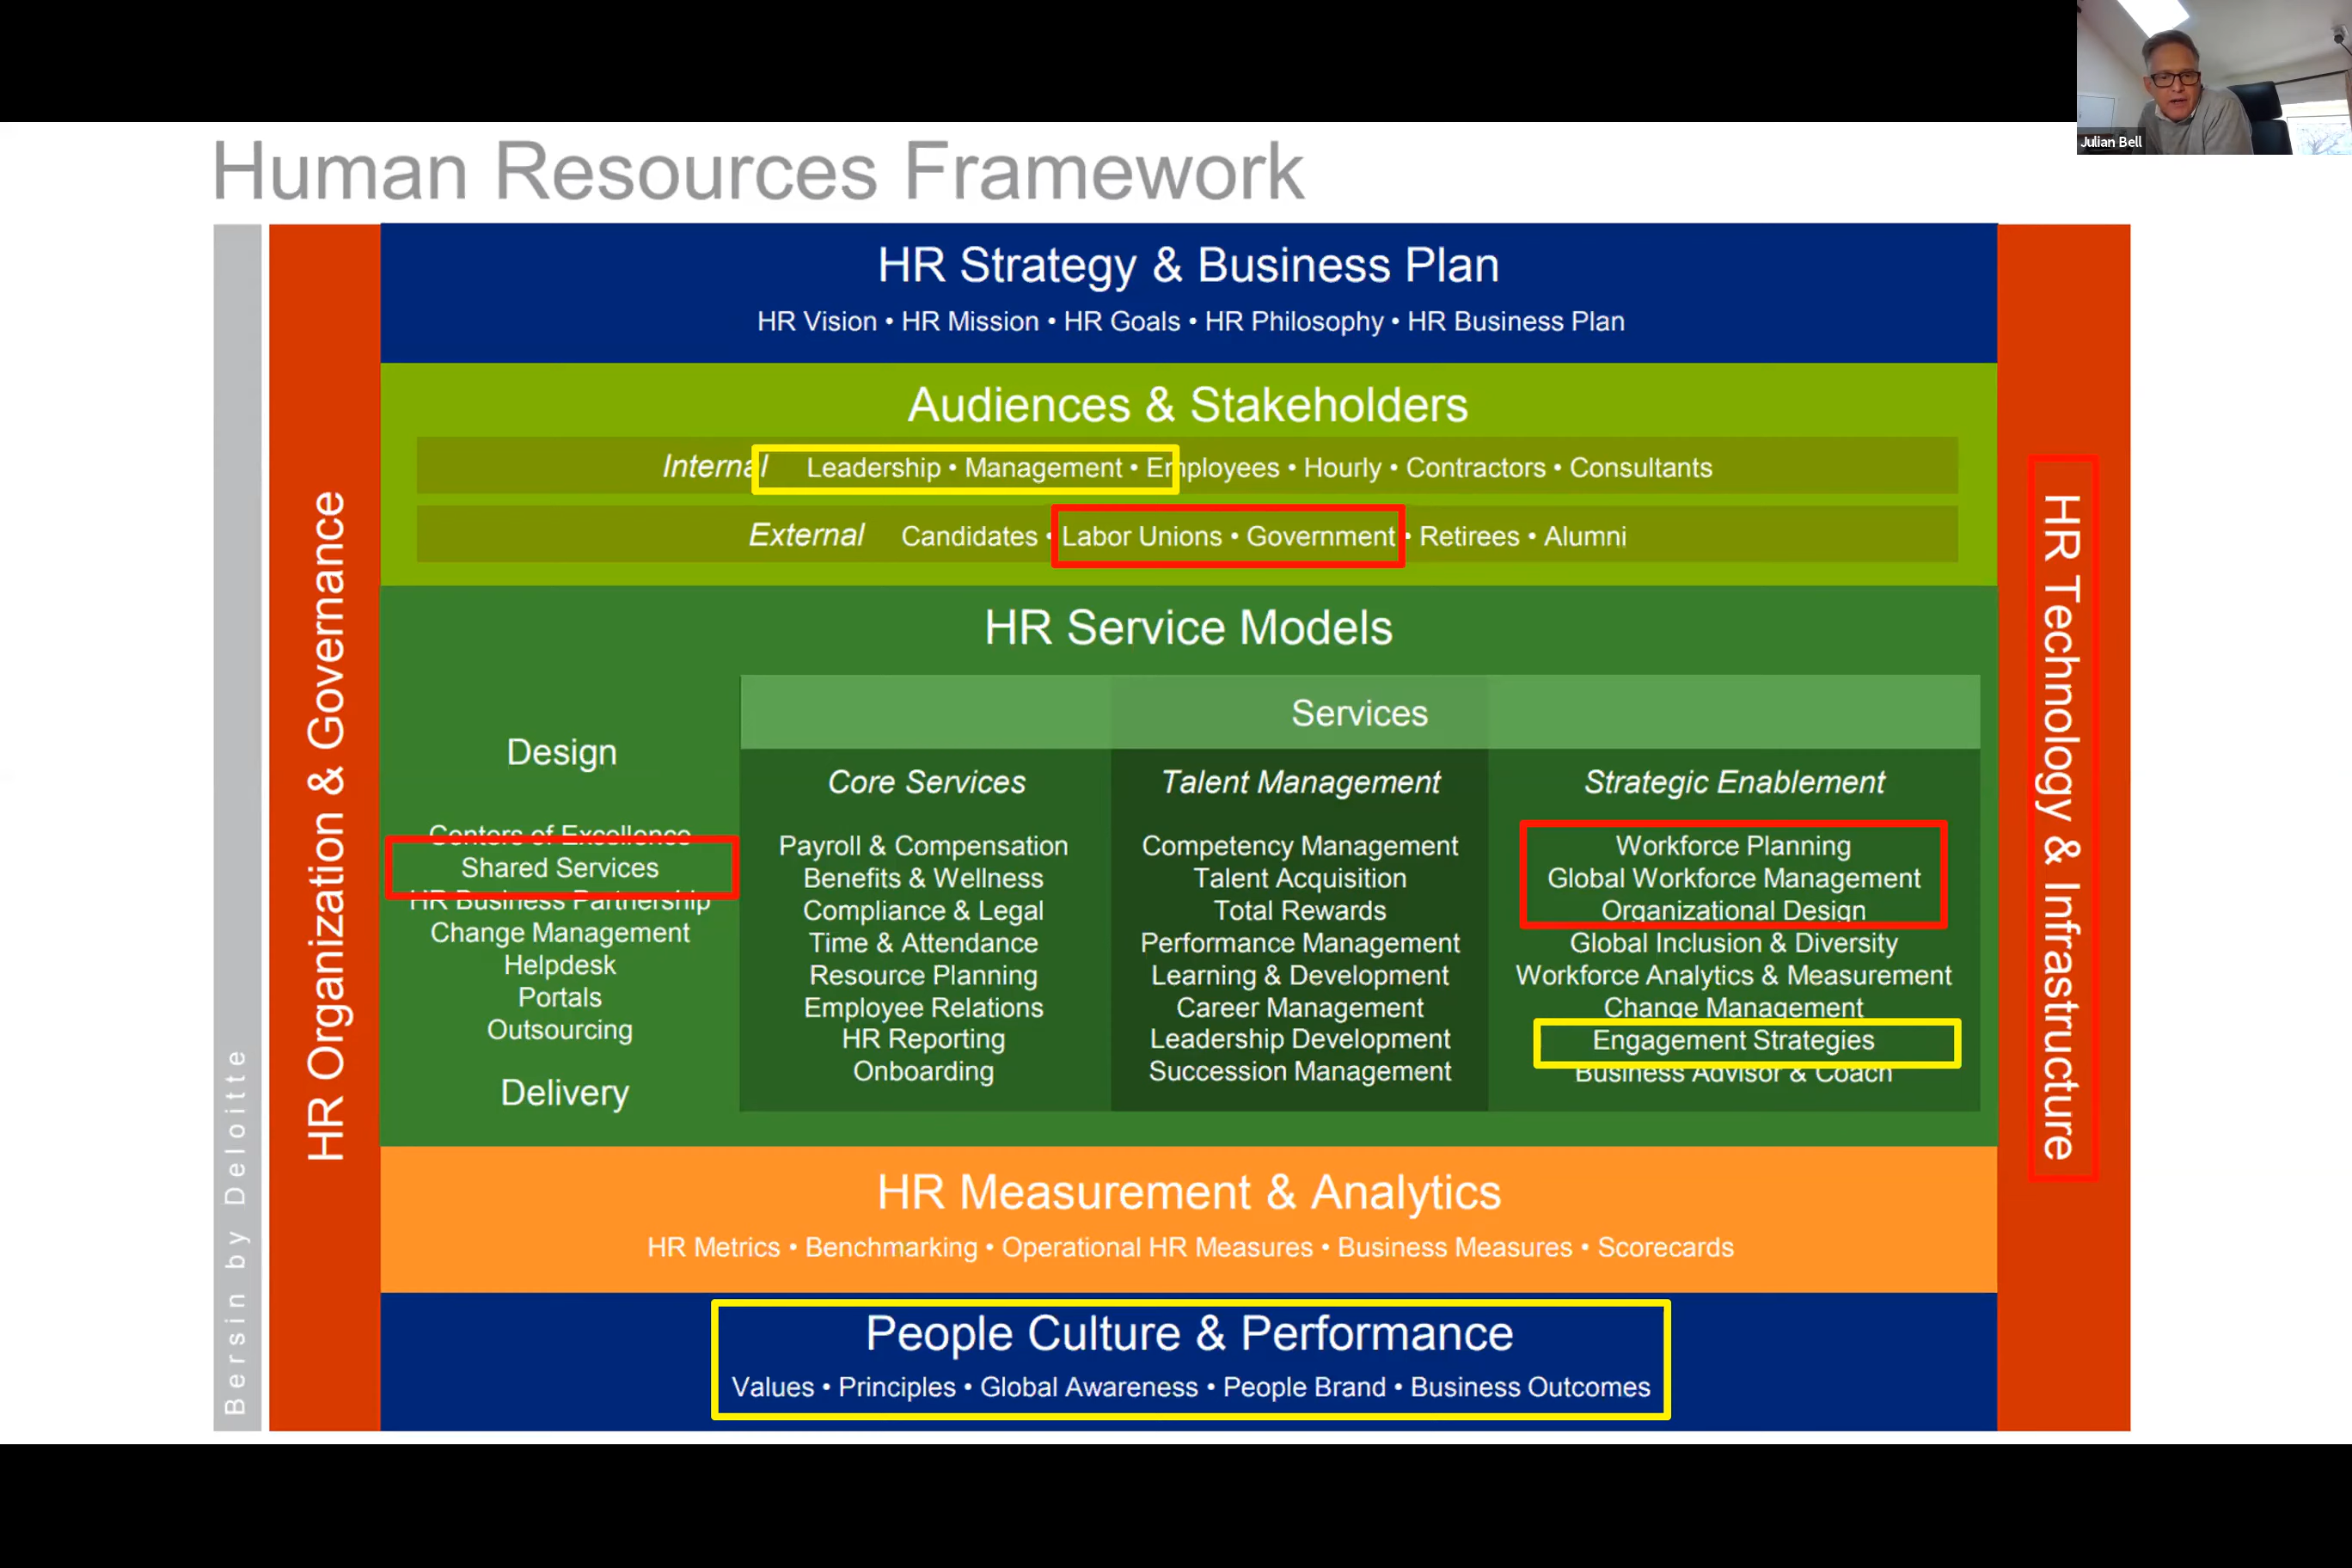 Julian Bell
Human Resources Framework
Bersin by Deloitte
HR Organization & Governance
HR Strategy & Business Plan
HR Vision • HR Mission • HR Goals • HR Philosophy • HR Business Plan
Audiences & Stakeholders
Internal Leadership • Management • Employees • Hourly • Contractors • Consultants
External Candidates • Labor Unions • Government • Retirees • Alumni
HR Service Models
Design
Centers of Excellence
Shared Services
HR Business Partnership
Change Management
Helpdesk
Portals
Outsourcing
Delivery
Services
Core Services
Payroll & Compensation
Benefits & Wellness
Compliance & Legal
Time & Attendance
Resource Planning
Employee Relations
HR Reporting
Onboarding
Talent Management
Competency Management
Talent Acquisition
Total Rewards
Performance Management
Learning & Development
Career Management
Leadership Development
Succession Management
Strategic Enablement
Workforce Planning
Global Workforce Management
Organizational Design
Global Inclusion & Diversity
Workforce Analytics & Measurement
Change Management
Engagement Strategies
Business Advisor & Coach
HR Measurement & Analytics
HR Metrics • Benchmarking • Operational HR Measures • Business Measures • Scorecards
People Culture & Performance
Values • Principles • Global Awareness • People Brand • Business Outcomes
HR Technology & Infrastructure